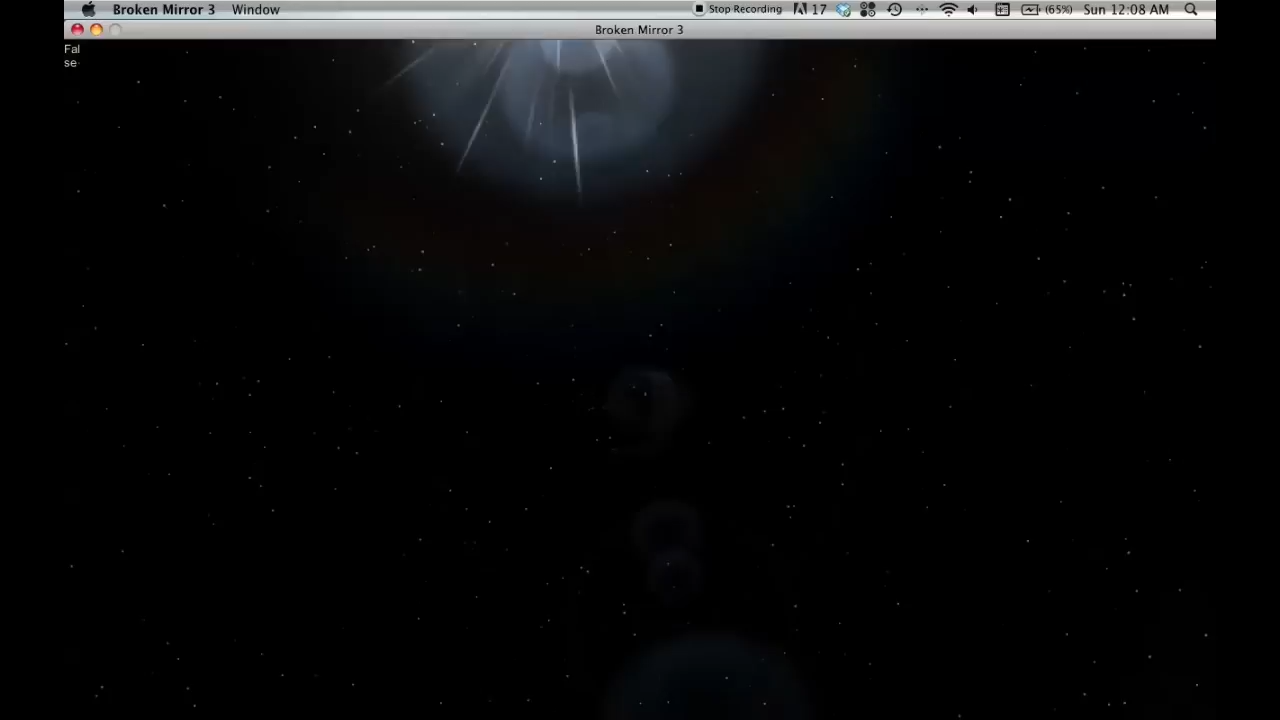 Broken Mirror 3 Window Stop Recording 17 (65%) Sun 12:08 AM
Broken Mirror 3
Fal
se